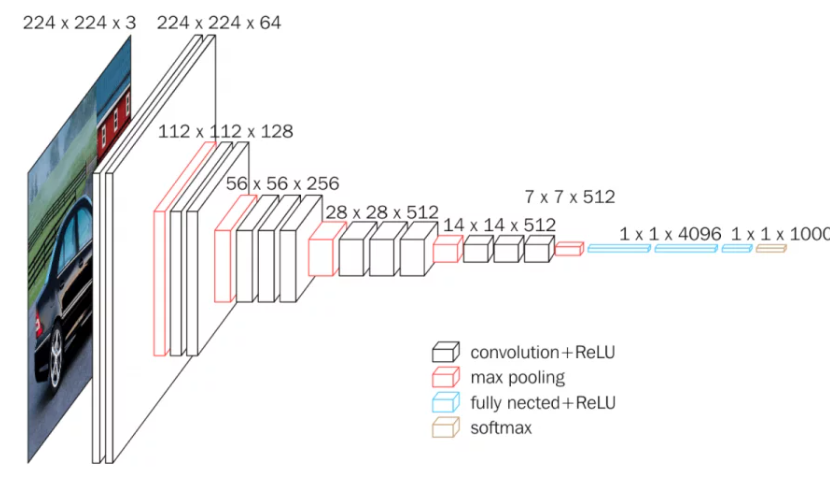 224 x 224 x 3
224 x 224 x 64
112 x 112 x 128
56 x 56 x 256
28 x 28 x 512
14 x 14 x 512
7 x 7 x 512
1 x 1 x 4096
1 x 1 x 1000
convolution+ReLU
max pooling
fully nected+ReLU
softmax